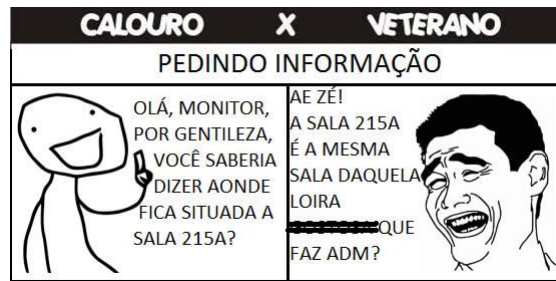 CALOURO X VETERANO
PEDINDO INFORMAÇÃO
OLÁ, MONITOR,
POR GENTILEZA,
VOCÊ SABERIA
DIZER AONDE
FICA SITUADA A
SALA 215A?
AE ZÉ!
A SALA 215A
É A MESMA
SALA DAQUELA
LOIRA
QUE
FAZ ADM?